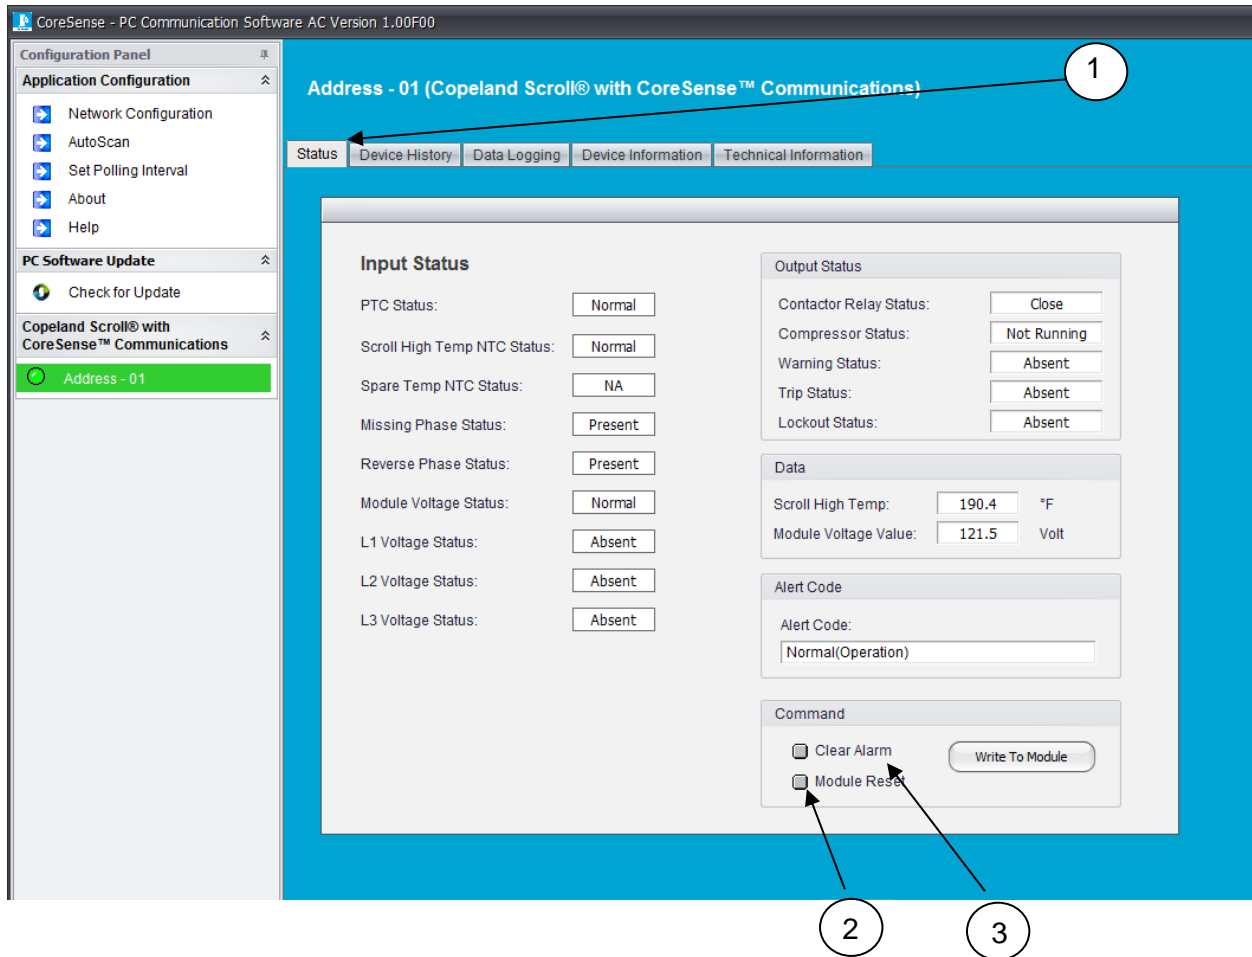 CoreSense - PC Communication Software AC Version 1.00F00
Configuration Panel
Application Configuration
Network Configuration
AutoScan
Set Polling Interval
About
Help
PC Software Update
Check for Update
Copeland Scroll® with
CoreSense™ Communications
Address - 01
Address - 01 (Copeland Scroll® with CoreSense™ Communications)
1
Status Device History Data Logging Device Information Technical Information
Input Status
PTC Status: Normal
Scroll High Temp NTC Status: Normal
Spare Temp NTC Status: NA
Missing Phase Status: Present
Reverse Phase Status: Present
Module Voltage Status: Normal
L1 Voltage Status: Absent
L2 Voltage Status: Absent
L3 Voltage Status: Absent
Output Status
Contactor Relay Status: Close
Compressor Status: Not Running
Warning Status: Absent
Trip Status: Absent
Lockout Status: Absent
Data
Scroll High Temp: 190.4 °F
Module Voltage Value: 121.5 Volt
Alert Code
Alert Code:
Normal(Operation)
Command
Clear Alarm
Write To Module
Module Reset
2
3